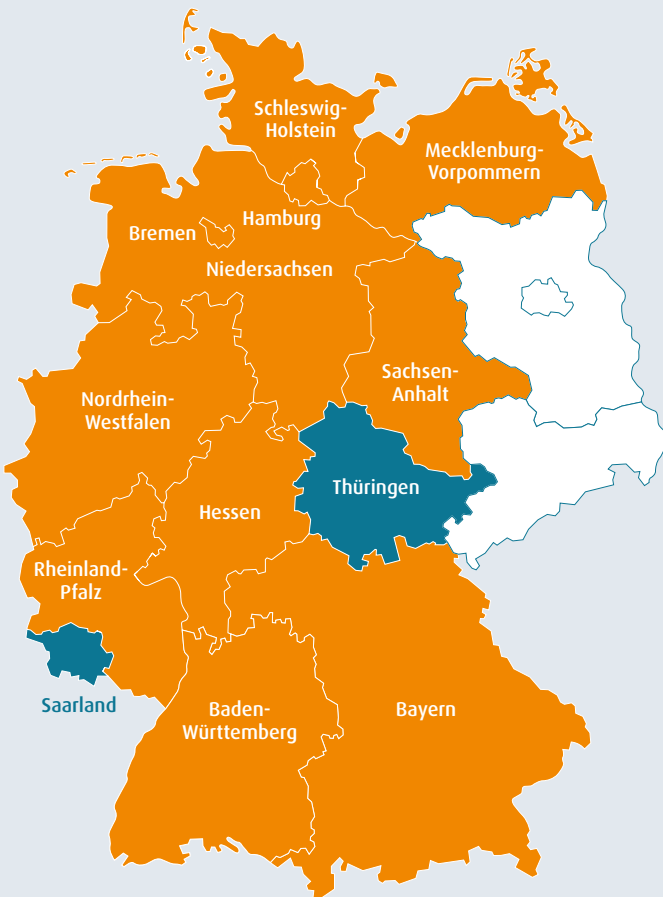 Schleswig-
Holstein
Mecklenburg-
Vorpommern
Hamburg
Bremen
Niedersachsen
Sachsen-
Anhalt
Nordrhein-
Westfalen
Thüringen
Hessen
Rheinland-
Pfalz
Saarland
Baden-
Württemberg
Bayern